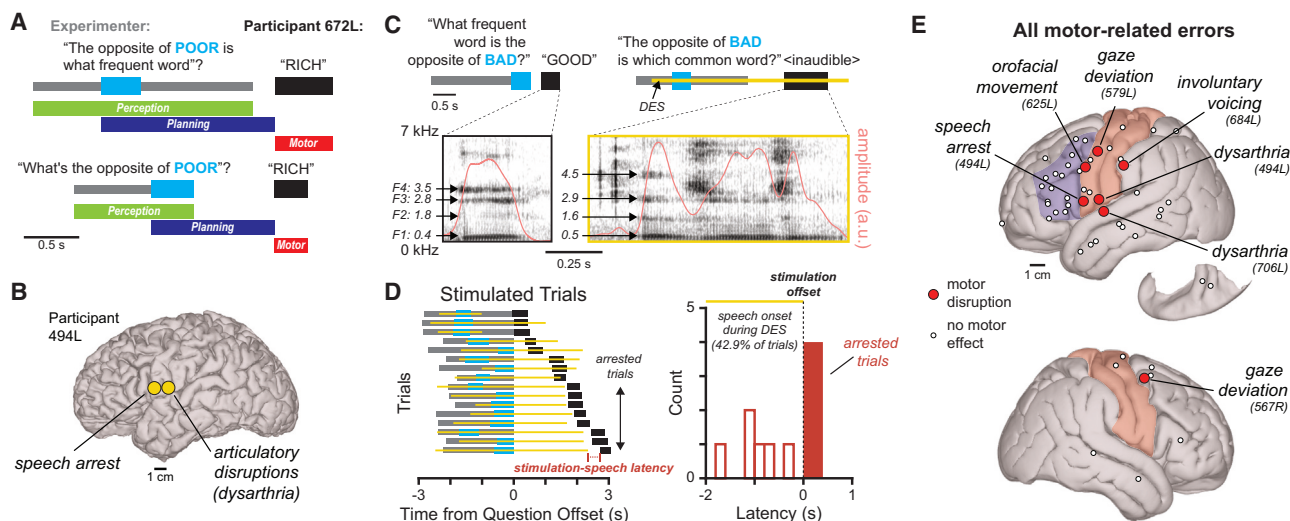 A
Experimenter:
Participant 672L:
"The opposite of POOR is
what frequent word"?
"RICH"
Perception
Planning
Motor
"What's the opposite of POOR"?
"RICH"
Perception
Planning
0.5 s
Motor
B
Participant
494L
speech arrest
1 cm
articulatory
disruptions
(dysarthria)
C
"What frequent
word is the
opposite of BAD?"
"GOOD"
0.5 s
"The opposite of BAD
is which common word?"
<inaudible>
DES
7 kHz
F4: 3.5
F3: 2.8
F2: 1.8
F1: 0.4
0 kHz
4.5
2.9
1.6
0.5
amplitude (a.u.)
0.25 s
D
Stimulated Trials
Trials
arrested
trials
stimulation-speech latency
-3
0
3
Time from Question Offset (s)
stimulation
offset
5
speech onset
during DES
(42.9% of trials)
arrested
trials
Count
0
-2
-1
0
1
Latency (s)
E
All motor-related errors
orofacial
movement
(625L)
gaze
deviation
(579L)
involuntary
voicing
(684L)
speech
arrest
(494L)
dysarthria
(494L)
dysarthria
(706L)
1 cm
motor
disruption
no motor
effect
gaze
deviation
(567R)